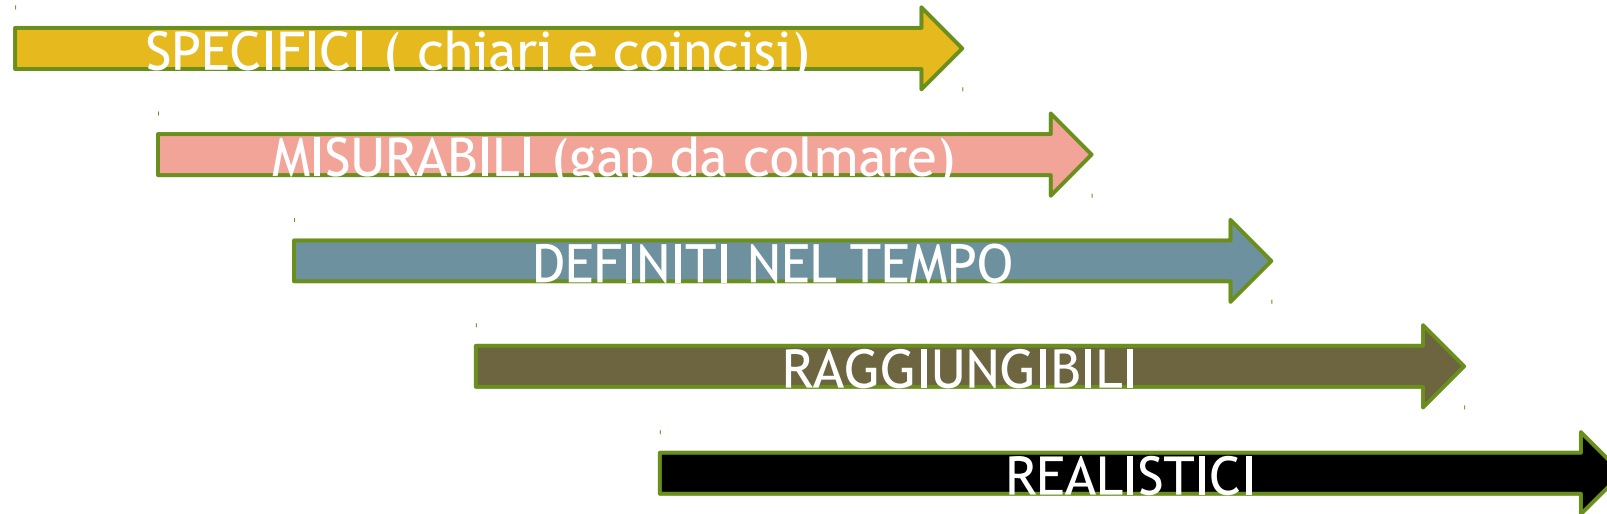 SPECIFICI ( chiari e coincisi)
MISURABILI (gap da colmare)
DEFINITI NEL TEMPO
RAGGIUNGIBILI
REALISTICI